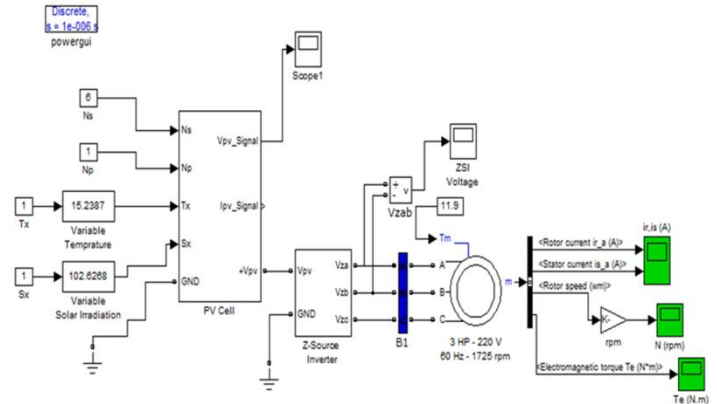 Discrete,
s = 1e-006 s
powergui
Scope1
6
Ns
Ns
Vpv_Signal
1
Np
Np
Ipv_Signal
1
Tx
15.2387
Variable
Temprature
Tx
Sx
1
Sx
102.6268
Variable
Solar Irradiation
GND
+Vpv
PV Cell
Vpv
GND
Vza
Vzb
Vzc
Z-Source
Inverter
B1
+
-
v
Vzab
ZSI
Voltage
11.9
Tm
A
B
C
m
3 HP - 220 V
60 Hz - 1725 rpm
<Rotor current ir_a (A)>
<Stator current is_a (A)>
<Rotor speed (wm)>
<Electromagnetic torque Te (N*m)>
ir,is (A)
K-
rpm
N (rpm)
Te (N.m)